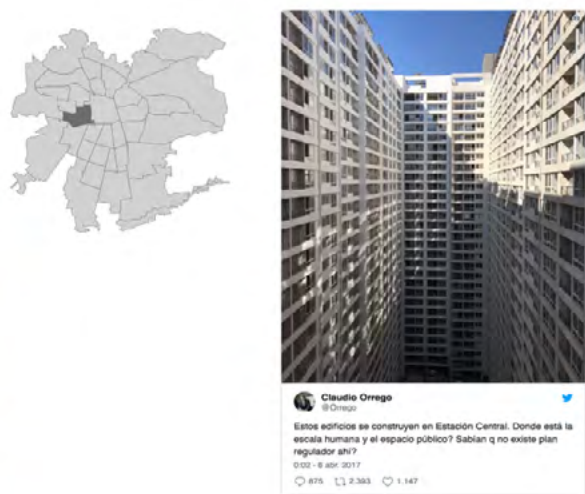 Claudio Orrego
@Orrego
Estos edificios se construyen en Estación Central. Donde está la
escala humana y el espacio público? Sabían q no existe plan
regulador ahí?
0:02 - 6 abr. 2017
875 2.393 1.147